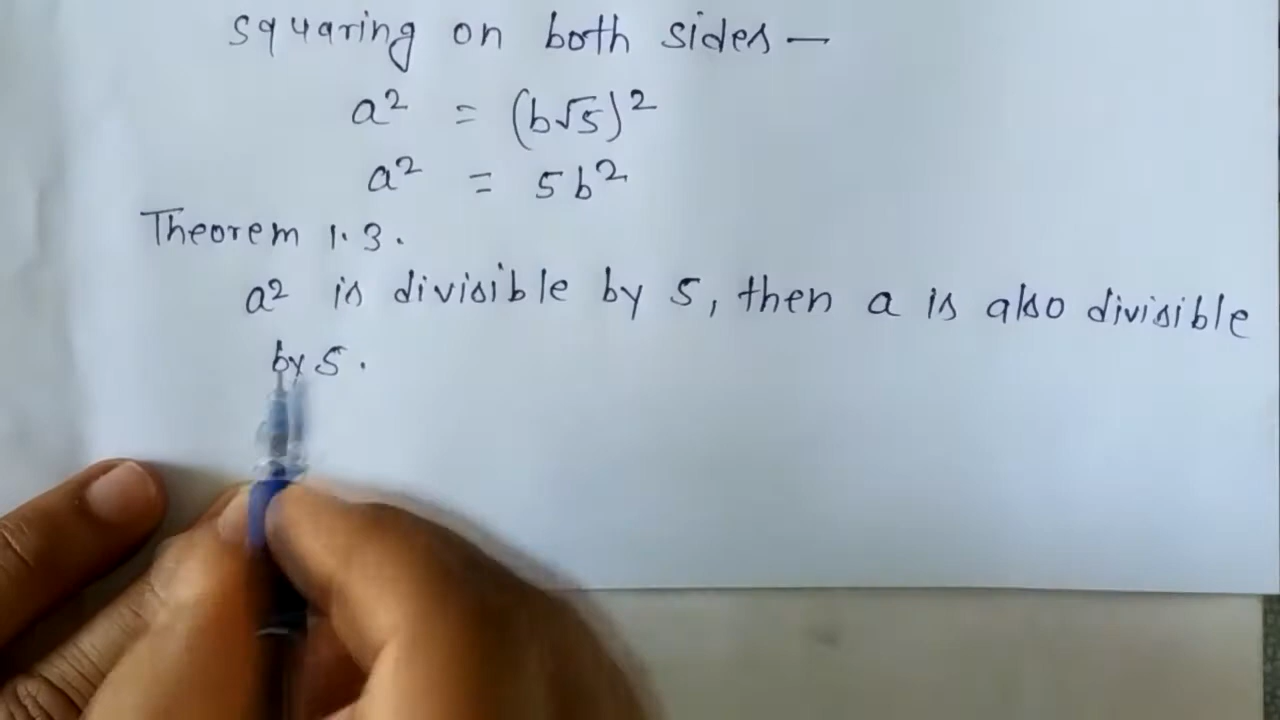 squaring on both sides —
a² = (b√5)²
a² = 5b²
Theorem 1.3.
a² is divisible by 5, then a is also divisible
by 5.